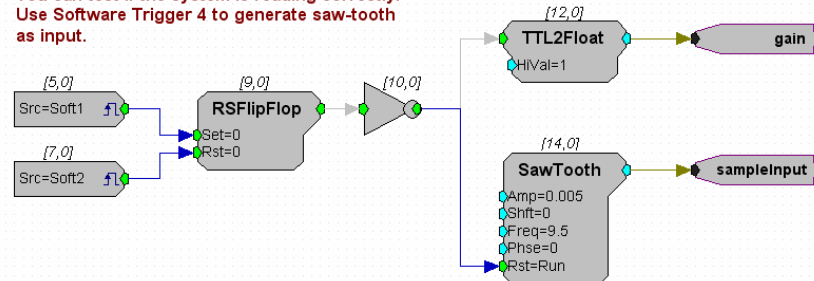 Use Software Trigger 4 to generate saw-tooth
as input.
[5,0]
Src=Soft1
[7,0]
Src=Soft2
[9,0]
RSFlipFlop
Set=0
Rst=0
[10,0]
[12,0]
TTL2Float
HiVal=1
gain
[14,0]
SawTooth
Amp=0.005
Shft=0
Freq=9.5
Phse=0
Rst=Run
sampleInput